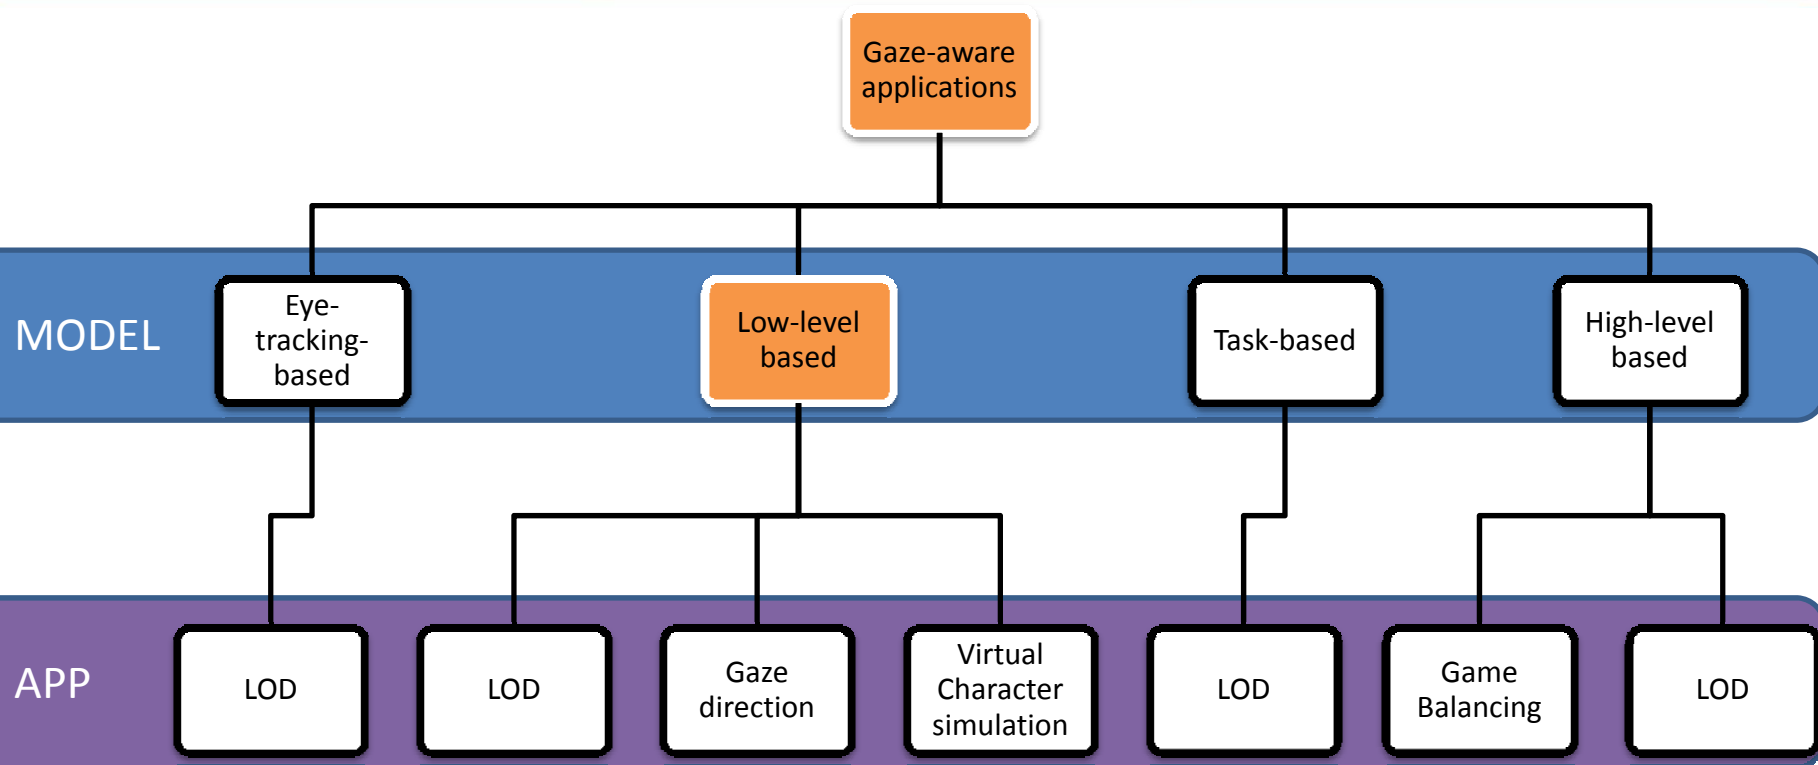 Gaze-aware
applications
MODEL
Eye-
tracking-
based
Low-level
based
Task-based
High-level
based
APP
LOD
LOD
Gaze
direction
Virtual
Character
simulation
LOD
Game
Balancing
LOD